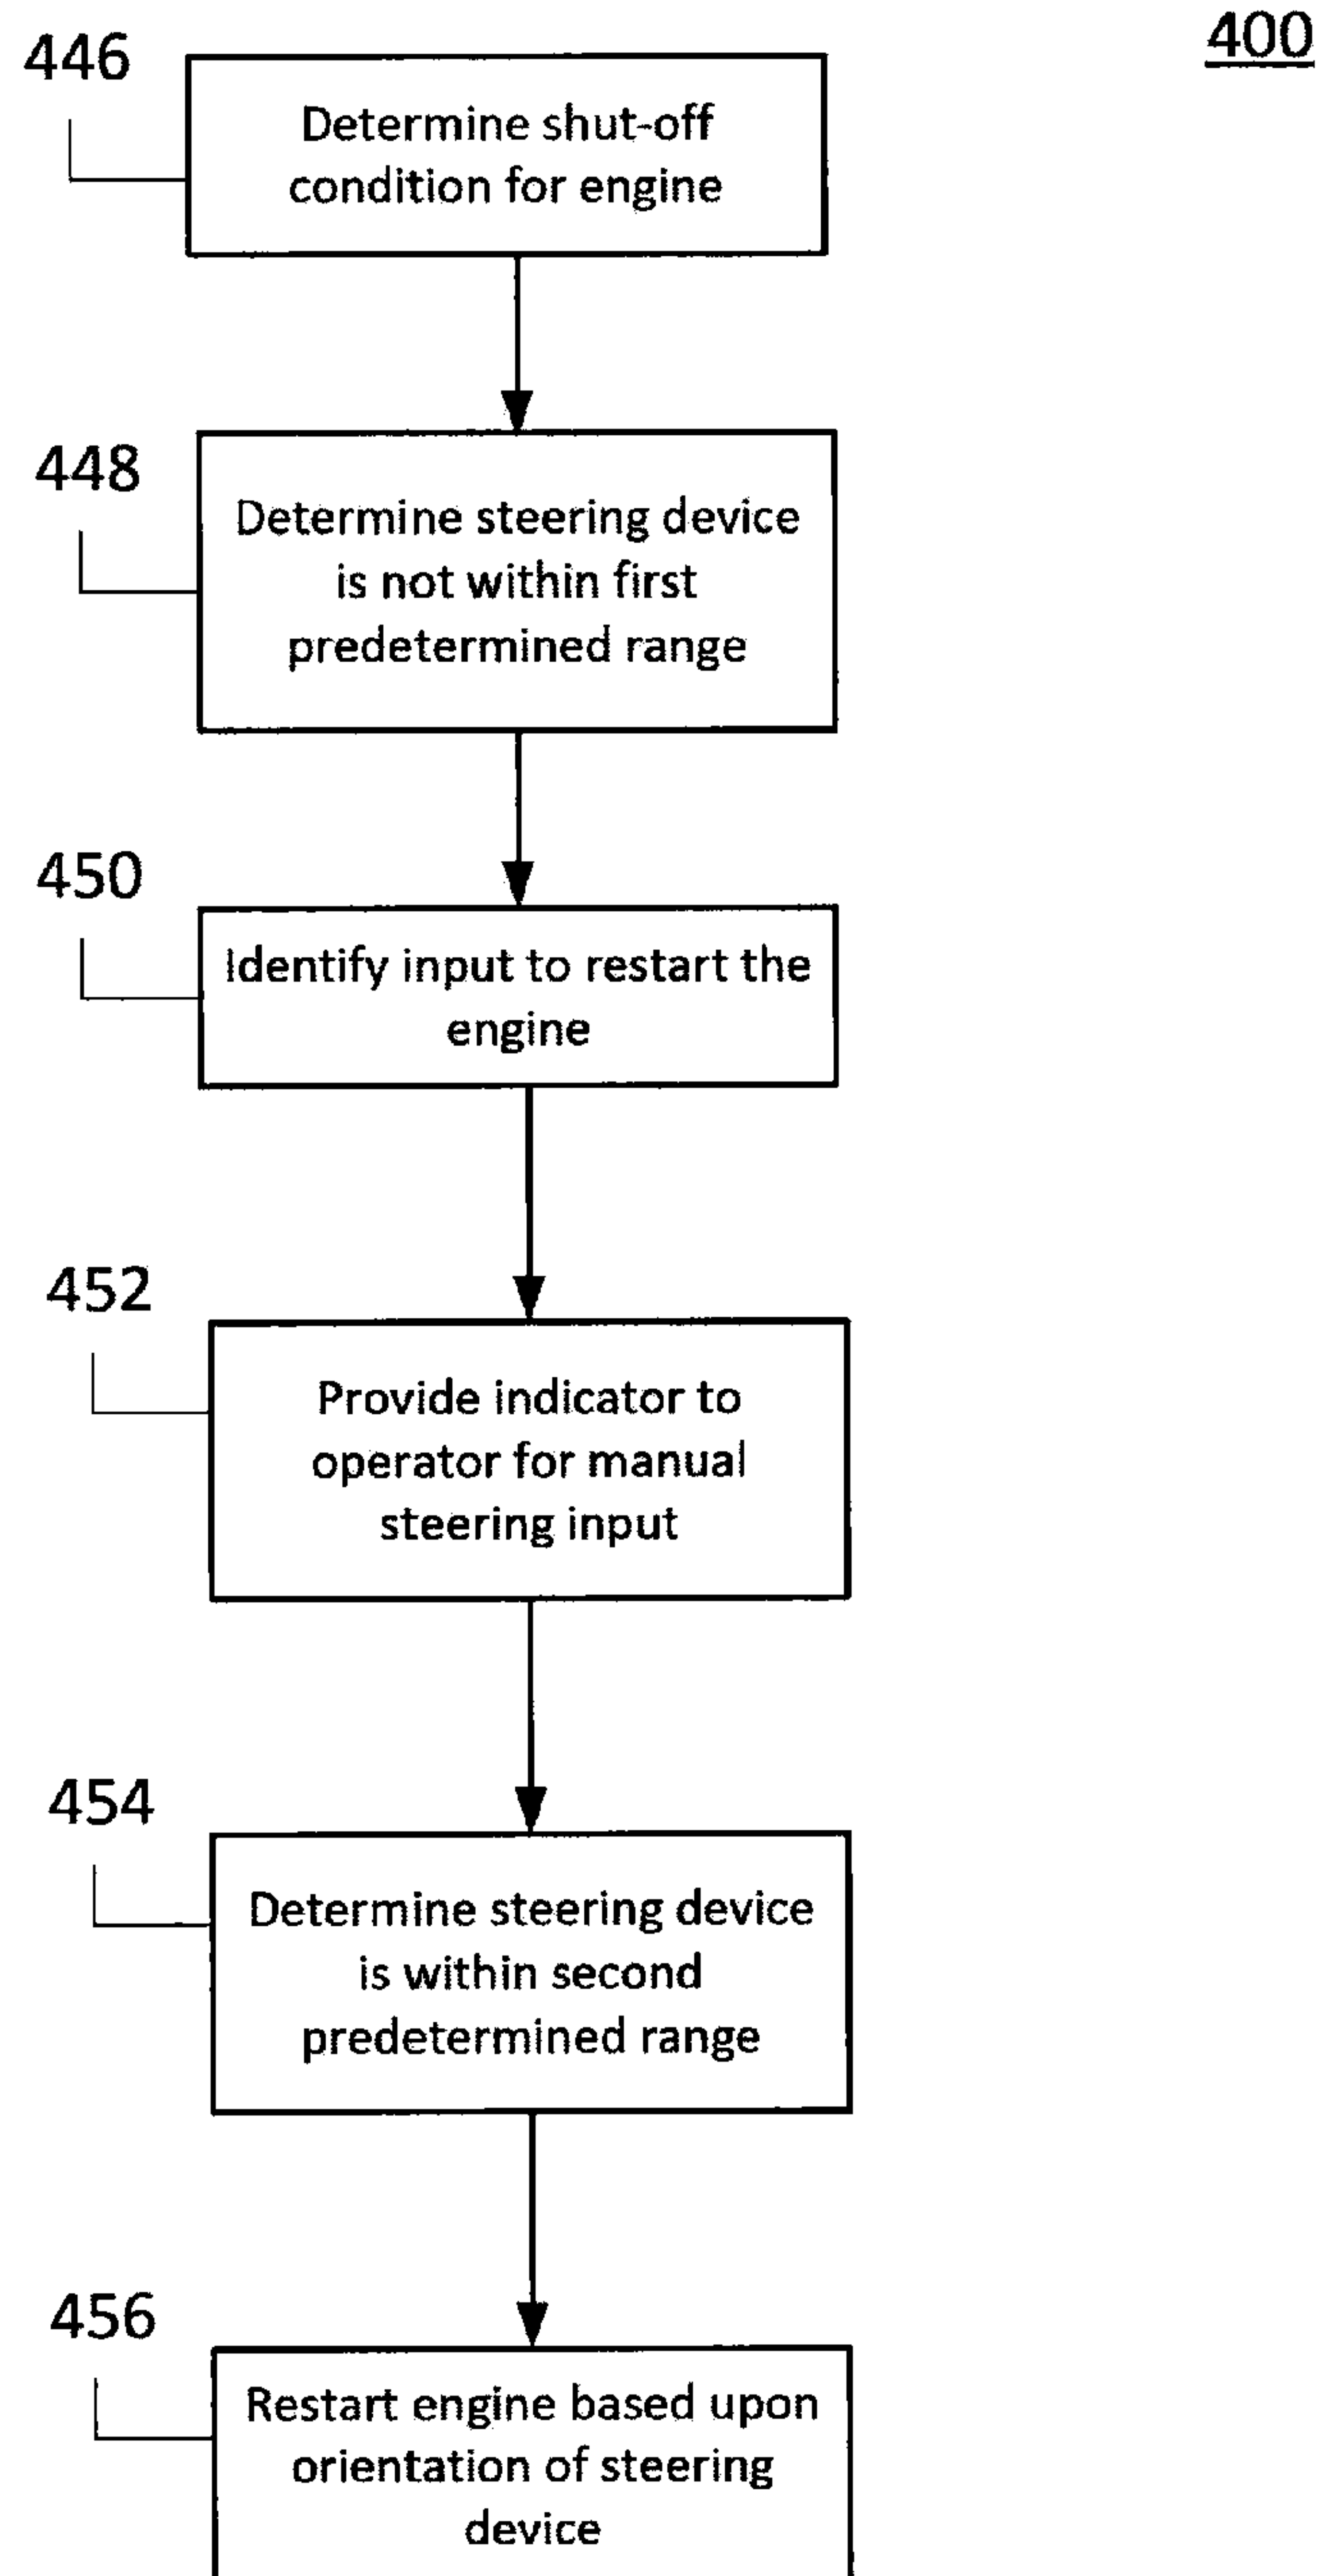 400
446
Determine shut-off
condition for engine
448
Determine steering device
is not within first
predetermined range
450
Identify input to restart the
engine
452
Provide indicator to
operator for manual
steering input
454
Determine steering device
is within second
predetermined range
456
Restart engine based upon
orientation of steering
device